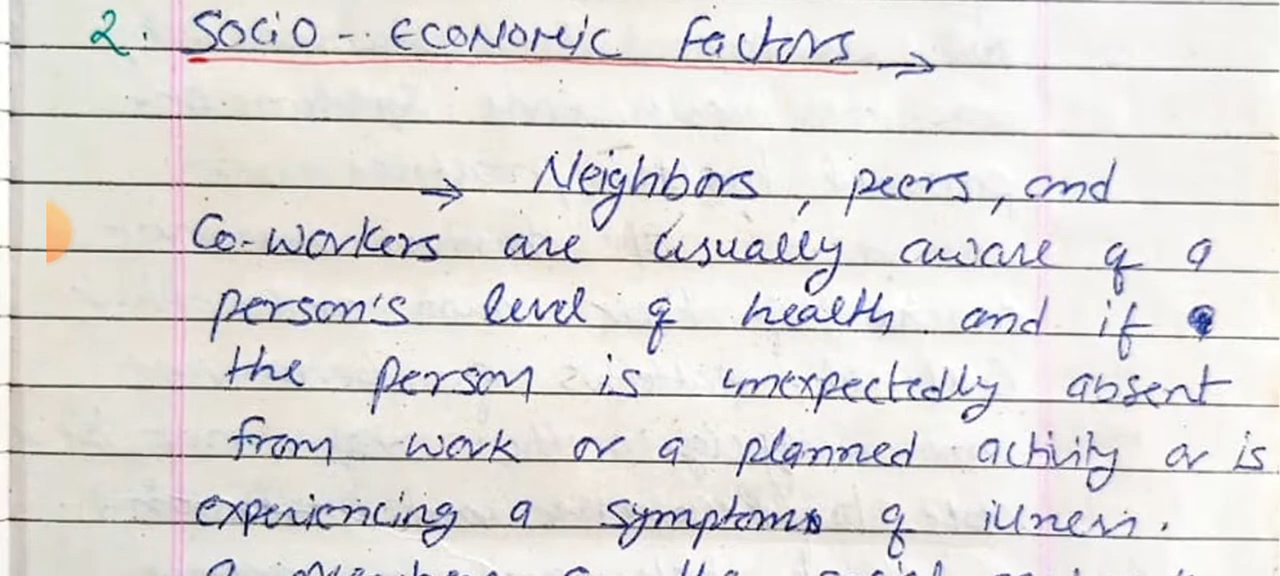 2. Socio-Economic Factors →
→ Neighbors, peers, and
Co-workers are usually aware of a
person's level of health and if
the person is unexpectedly absent
from work or a planned activity or is
experiencing a symptoms of illness.